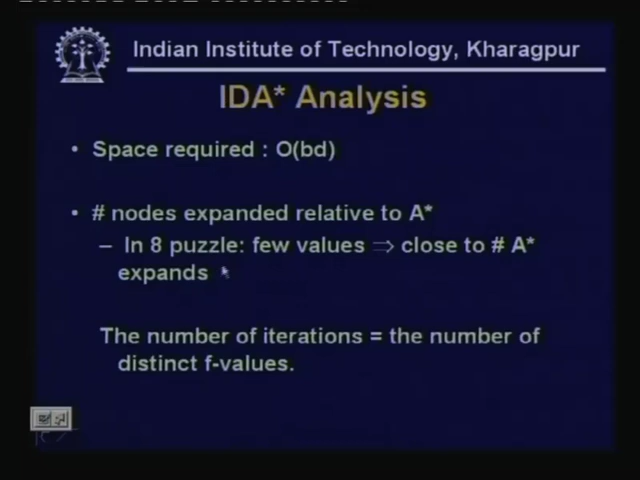 Indian Institute of Technology, Kharagpur
IDA* Analysis
• Space required : O(bd)
• # nodes expanded relative to A*
– In 8 puzzle: few values ⇒ close to # A*
expands
The number of iterations = the number of
distinct f-values.